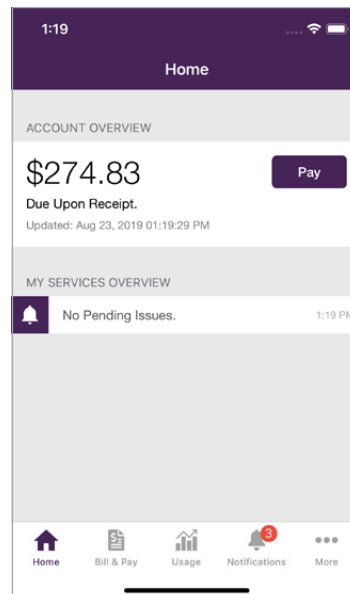 1:19
Home
ACCOUNT OVERVIEW
$274.83
Pay
Due Upon Receipt.
Updated: Aug 23, 2019 01:19:29 PM
MY SERVICES OVERVIEW
No Pending Issues.
1:19 PM
3
Home
Bill & Pay
Usage
Notifications
More